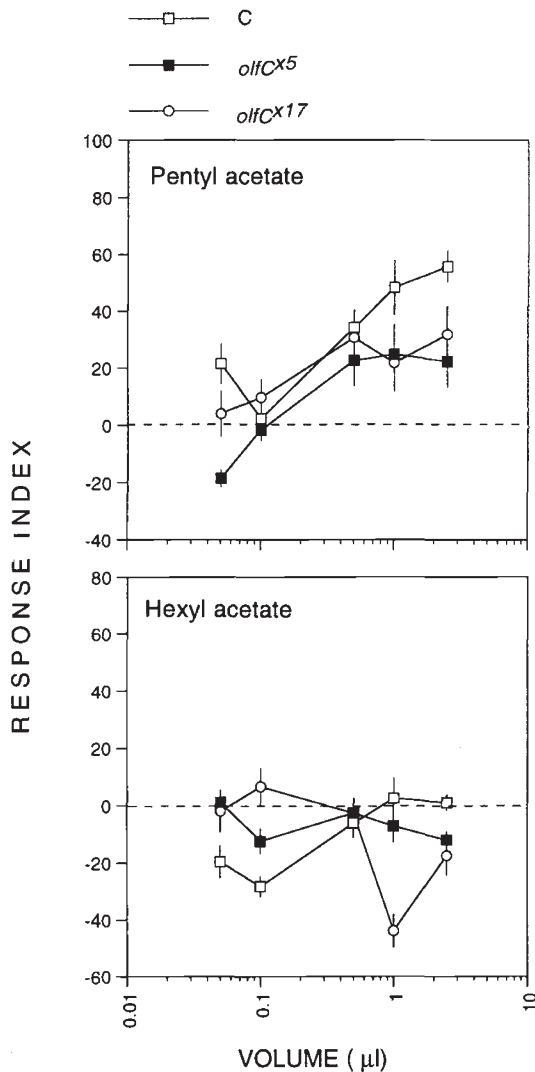 C
olfCx5
olfCx17
100
80
60
40
20
0
-20
-40
Pentyl acetate
RESPONSE INDEX
80
60
40
20
0
-20
-40
-60
Hexyl acetate
0.01
0.1
1
10
VOLUME ( μl)